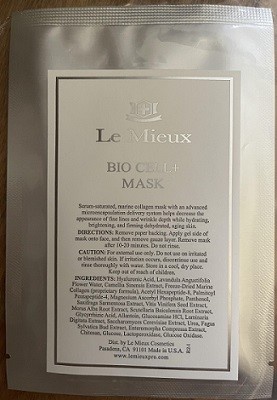 Le Mieux
BIO CELL+
MASK
Serum-saturated, marine collagen mask with an advanced
microencapsulation delivery system helps decrease the
appearance of fine lines and wrinkle depth while hydrating,
brightening, and firming dehydrated, aging skin.
DIRECTIONS: Remove paper backing. Apply gel side of
mask onto face, and then remove gauze layer. Remove mask
after 10-20 minutes. Do not rinse.
CAUTION: For external use only. Do not use on irritated
or blemished skin. If irritation occurs, discontinue use and
rinse thoroughly with water. Store in a cool, dry place.
Keep out of reach of children.
INGREDIENTS: Hyaluronic Acid, Lavandula Angustifolia
Flower Water, Camellia Sinensis Extract, Freeze-Dried Marine
Collagen (proprietary formula), Acetyl Hexapeptide-8, Palmitoyl
Pentapeptide-4, Magnesium Ascorbyl Phosphate, Panthenol,
Saxifraga Sarmentosa Extract, Vitis Vinifera Seed Extract,
Morus Alba Root Extract, Scutellaria Baicalensis Root Extract,
Glycyrrhizic Acid, Allantoin, Glucosamine HCL, Laminaria
Digitata Extract, Saccharomyces Cerevisiae Extract, Urea, Fagus
Sylvatica Bud Extract, Enteromorpha Compressa Extract,
Chitosan, Glucose, Lactoperoxidase, Glucose Oxidase.
Dist. by Le Mieux Cosmetics
Pasadena, CA 91103 Made in U.S.A.
www.lemieuxpro.com